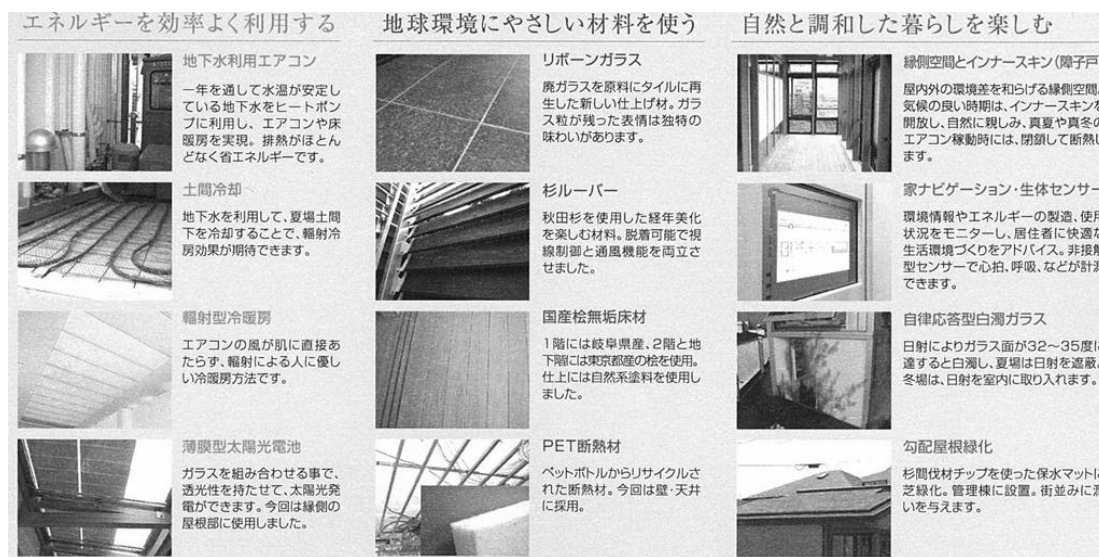 エネルギーを効率よく利用する
地下水利用エアコン
一年を通して水温が安定し
ている地下水をヒートポン
プに利用し、エアコンや床
暖房を実現。排熱がほとん
どなく省エネルギーです。
土間冷却
地下水を利用して、夏場土間
下を冷却することで、輻射冷
房効果が期待できます。
輻射型冷暖房
エアコンの風が肌に直接あ
たらず、輻射による人に優し
い冷暖房方法です。
薄膜型太陽光電池
ガラスを組み合わせる事で、
透光性を持たせて、太陽光発
電ができます。今回は縁側の
屋根部に使用しました。
地球環境にやさしい材料を使う
リボーンガラス
廃ガラスを原料にタイルに再
生した新しい仕上げ材。ガラ
ス粒が残った表情は独特の
味わいがあります。
杉ルーバー
秋田杉を使用した経年美化
を楽しむ材料。脱着可能で視
線制御と通風機能を両立さ
せました。
国産桧無垢床材
1階には岐阜県産、2階と地
下階には東京都産の桧を使用。
仕上には自然系塗料を使用し
ました。
PET断熱材
ペットボトルからリサイクルさ
れた断熱材。今回は壁・天井
に採用。
自然と調和した暮らしを楽しむ
縁側空間とインナースキン(障子戸
屋内外の環境差を和らげる縁側空間。
気候の良い時期は、インナースキンを
開放し、自然に親しみ、真夏や真冬の
エアコン稼動時には、閉鎖して断熱し
ます。
家ナビゲーション・生体センサー
環境情報やエネルギーの製造、使用
状況をモニターし、居住者に快適な
生活環境づくりをアドバイス。非接触
型センサーで心拍、呼吸、などが計測
できます。
自律応答型白濁ガラス
日射によりガラス面が32〜35度に
達すると白濁し、夏場は日射を遮蔽。
冬場は、日射を室内に取り入れます。
勾配屋根緑化
杉間伐材チップを使った保水マットに
芝緑化。管理棟に設置。街並みに
いを与えます。